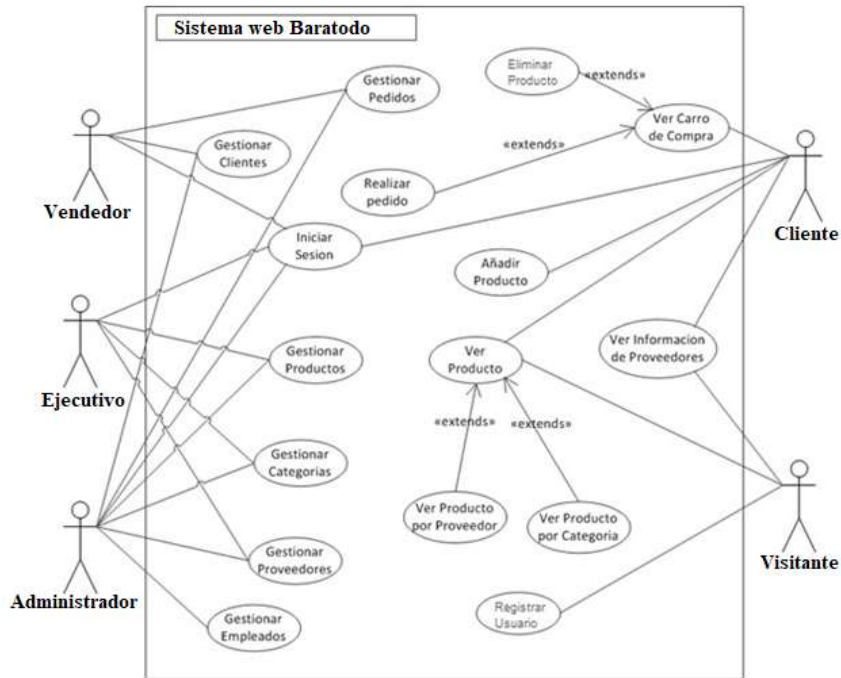 Sistema web Baratodo
Gestionar
Pedidos
Eliminar
Producto
«extends»
Ver Carro
de Compra
Gestionar
Clientes
«extends»
Vendedor
Realizar
pedido
Cliente
Iniciar
Sesion
Añadir
Producto
Gestionar
Productos
Ver
Producto
Ver Informacion
de Proveedores
Ejecutivo
«extends»
«extends»
Gestionar
Categorias
Ver Producto
por Proveedor
Ver Producto
por Categoria
Gestionar
Proveedores
Visitante
Administrador
Gestionar
Empleados
Registrar
Usuario